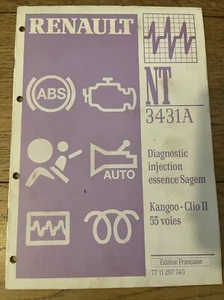 RENAULT
NT
3431A
ABS
AUTO
Diagnostic
injection
essence Sagem
Kangoo - Clio II
55 voies
Edition Française
77 11 297 740